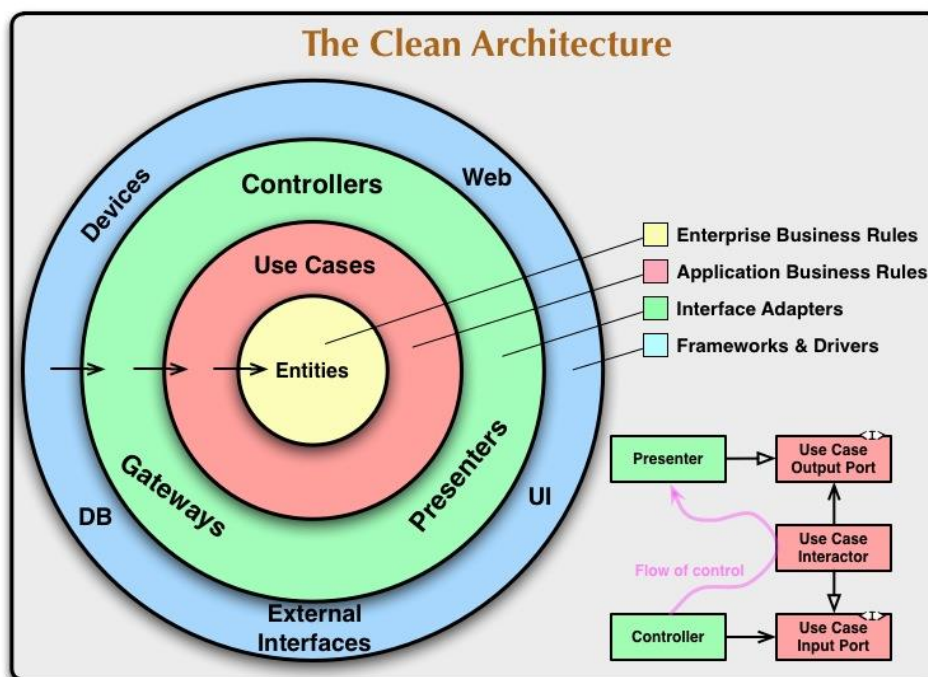 The Clean Architecture
Devices
Controllers
Web
Use Cases
Entities
Gateways
Presenters
DB
UI
External
Interfaces
Enterprise Business Rules
Application Business Rules
Interface Adapters
Frameworks & Drivers
Presenter
<I>
Use Case
Output Port
Use Case
Interactor
Flow of control
Controller
<I>
Use Case
Input Port